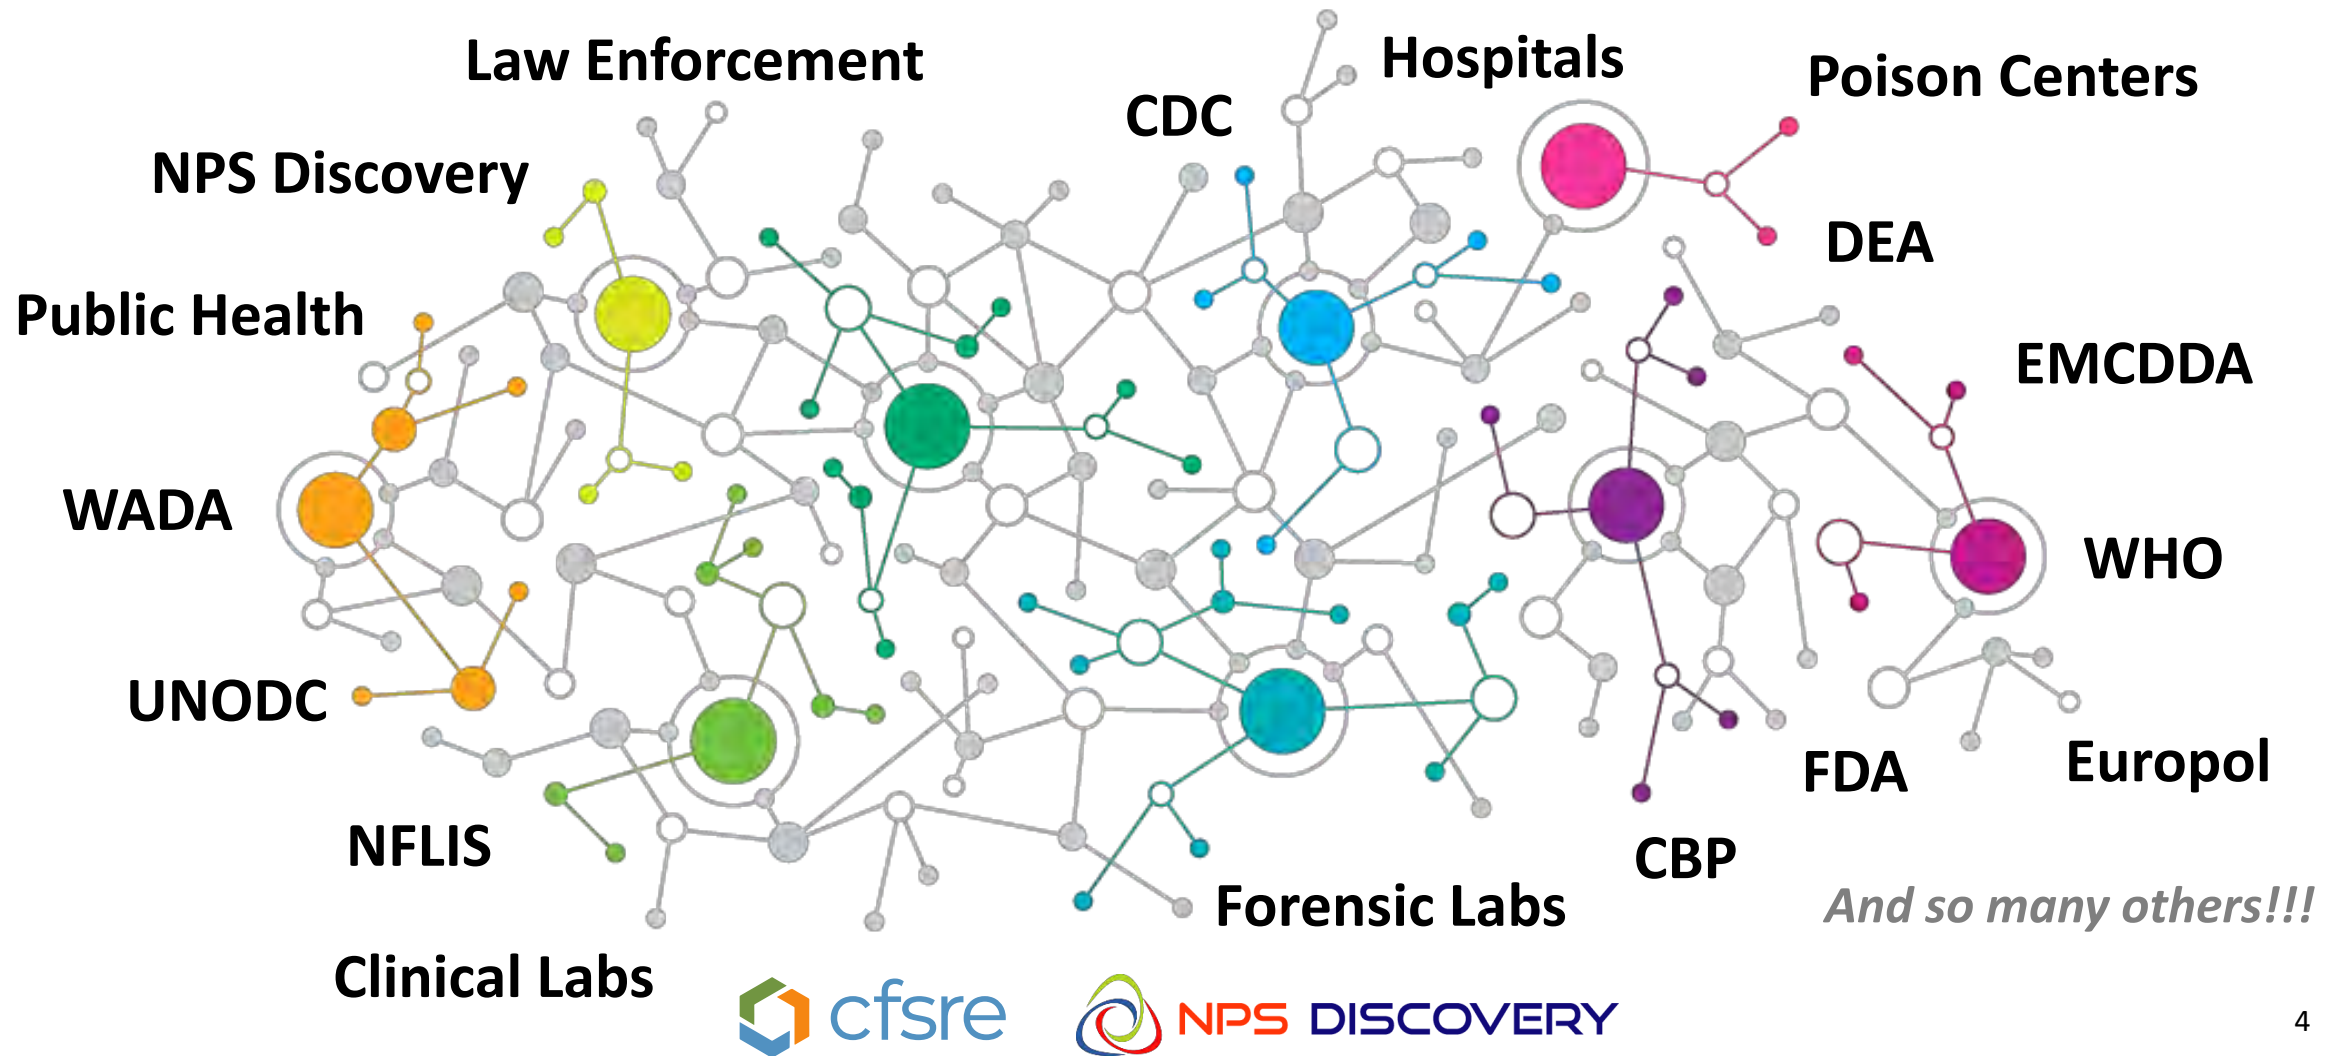 Law Enforcement
Hospitals
Poison Centers
CDC
NPS Discovery
DEA
Public Health
EMCDDA
WADA
WHO
UNODC
Europol
FDA
NFLIS
CBP
Forensic Labs
And so many others!!!
Clinical Labs
cfsre
NPS DISCOVERY
4